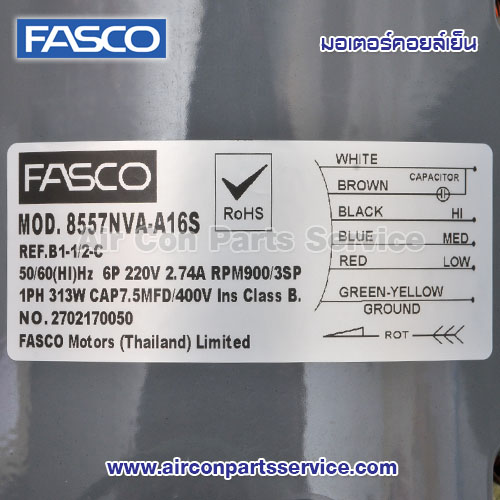 FASCO
มอเตอร์คอยล์เย็น
FASCO
RoHS
MOD. 8557NVA-A16S
REF.B1-1/2-C
50/60(HI)Hz 6P 220V 2.74A RPM900/3SP
1PH 313W CAP7.5MFD/400V Ins Class B.
NO. 2702170050
FASCO Motors (Thailand) Limited
WHITE
BROWN CAPACITOR
BLACK HI
BLUE MED
RED LOW
GREEN-YELLOW
GROUND
ROT
Air Con Parts Service
www.airconpartsservice.com